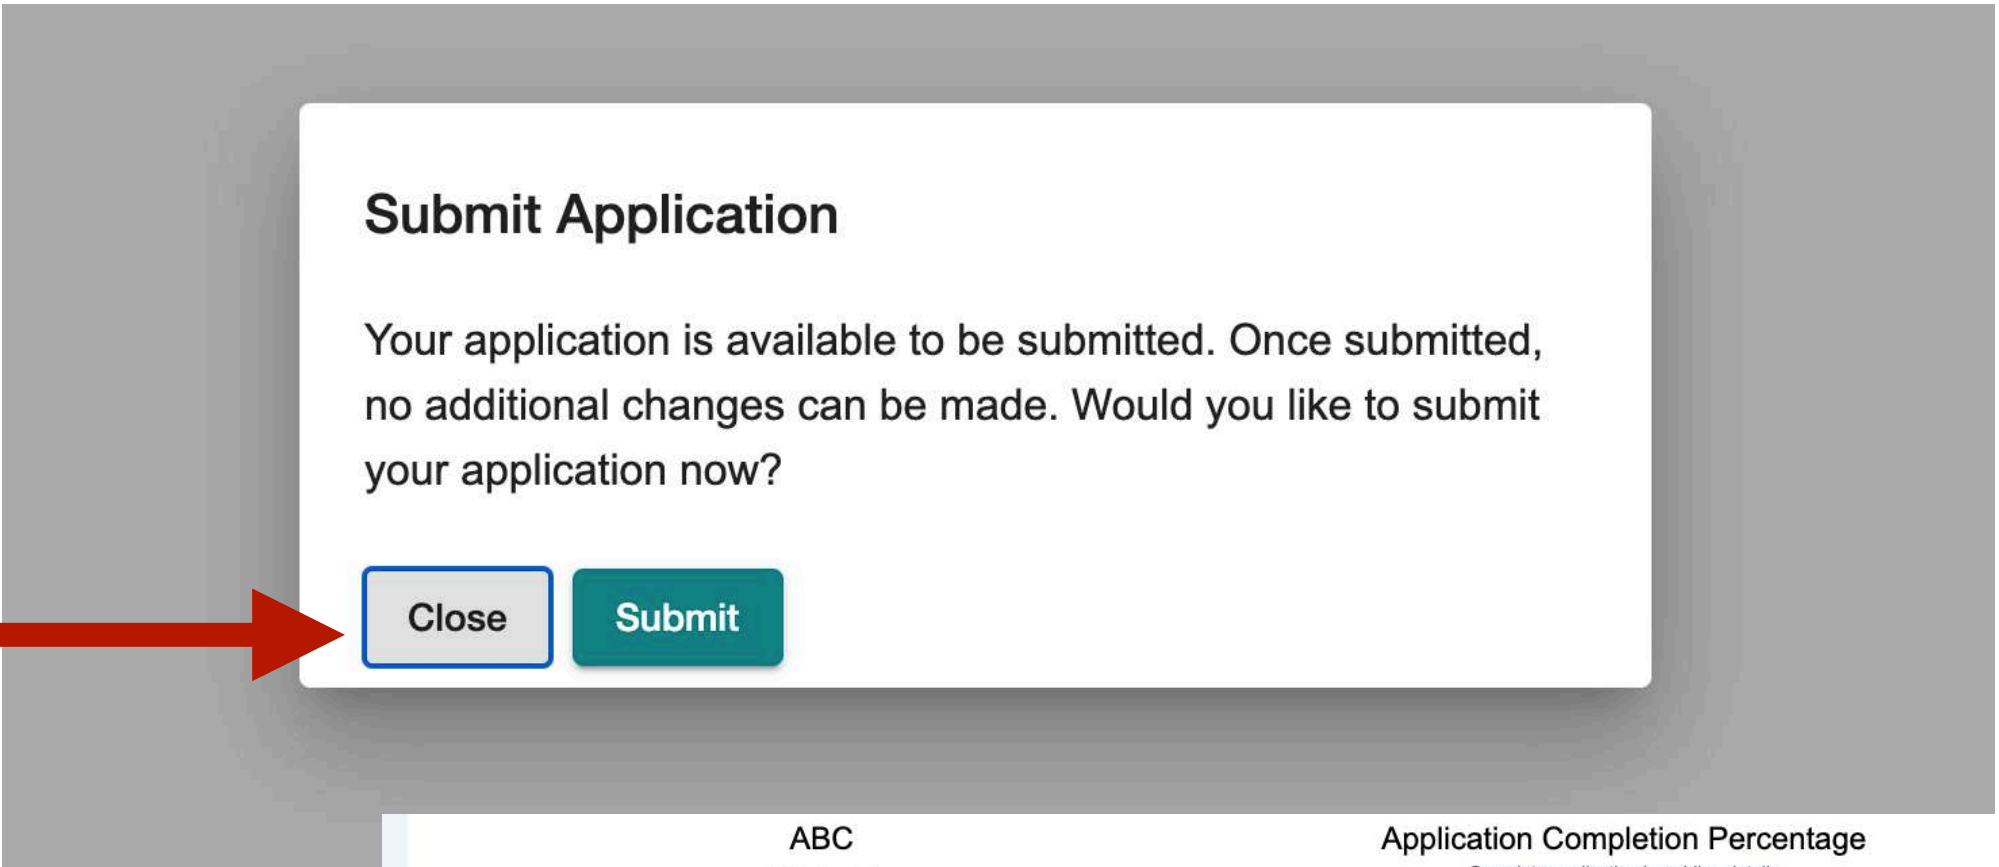 Submit Application
Your application is available to be submitted. Once submitted,
no additional changes can be made. Would you like to submit
your application now?
Close Submit
ABC Application Completion Percentage